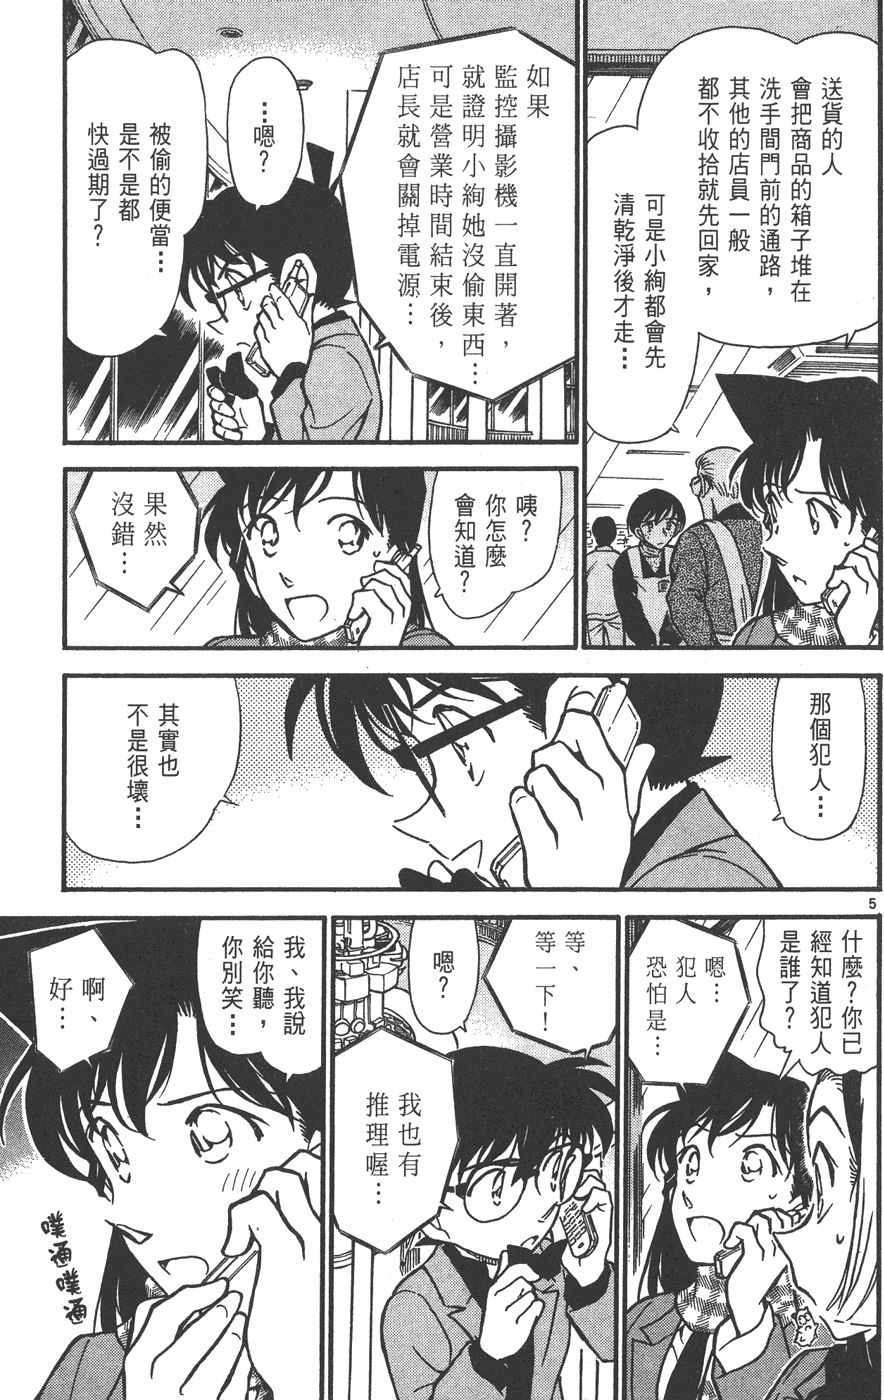 送貨的人
會把商品的箱子堆在
洗手間門前的通路，
其他的店員一般
都不收拾就先回家，
可是小絢都會先
清乾淨後才走…
如果
監控攝影機一直開著，
就證明小絢她沒偷東西…
可是營業時間結束後，
店長就會關掉電源…
…嗯？
被偷的便當…
是不是都
快過期了？
咦？
你怎麼
會知道？
果然
沒錯…
那個犯人…
其實也
不是很壞…
5
什麼？你已
經知道犯人
是誰了？
嗯…
犯人
恐怕是…
等、
等一下！
嗯？
我也有
推理喔…
我、我說
給你聽，
你別笑…
啊、
好…
噗通噗通